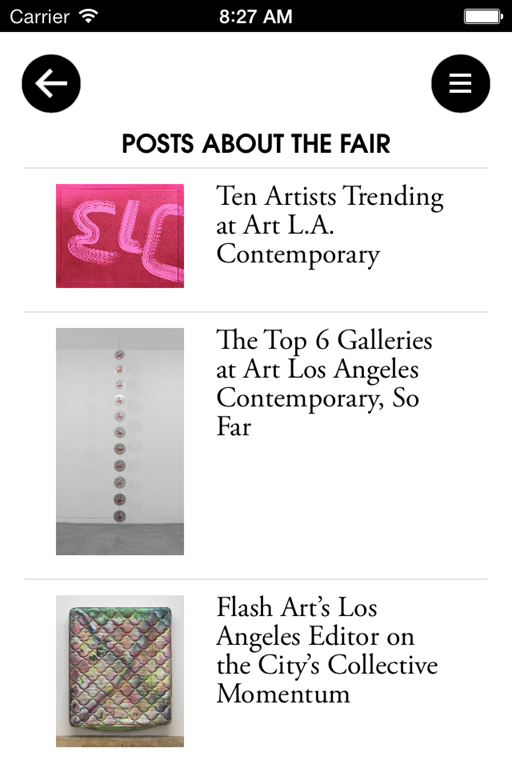 Carrier 8:27 AM
POSTS ABOUT THE FAIR
Ten Artists Trending
at Art L.A.
Contemporary
The Top 6 Galleries
at Art Los Angeles
Contemporary, So
Far
Flash Art’s Los
Angeles Editor on
the City’s Collective
Momentum